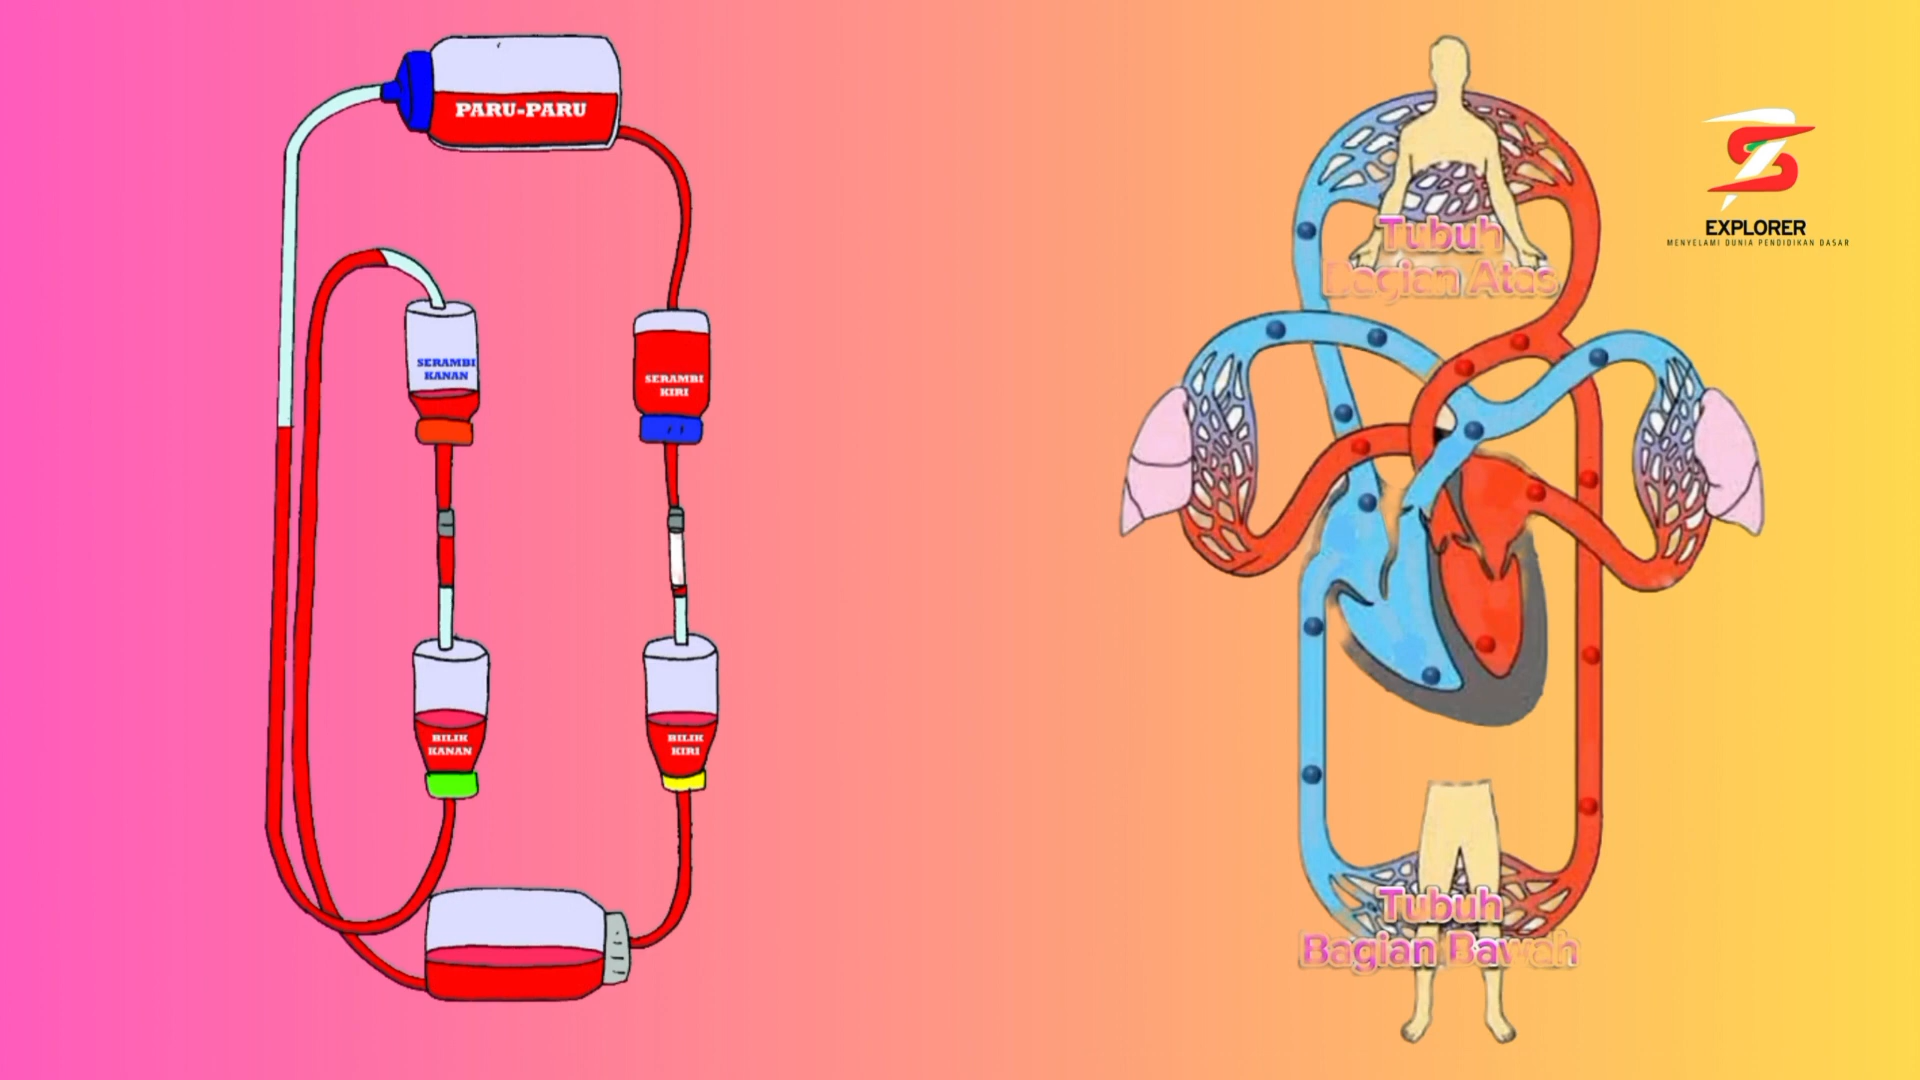 PARU-PARU
SERAMBI
KANAN
SERAMBI
KIRI
BILIK
KANAN
BILIK
KIRI
Tubuh
Bagian Atas
Tubuh
Bagian Bawah
EXPLORER
MENYELAMI DUNIA PENDIDIKAN DASAR